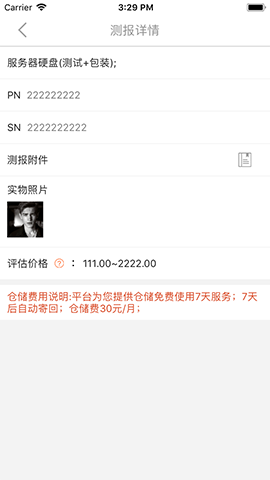 Carrier 3:29 PM
测报详情
服务器硬盘(测试+包装);
PN 222222222
SN 2222222222
测报附件
实物照片
评估价格 ? ： 111.00~2222.00
仓储费用说明:平台为您提供仓储免费使用7天服务；7天
后自动寄回；仓储费30元/月；